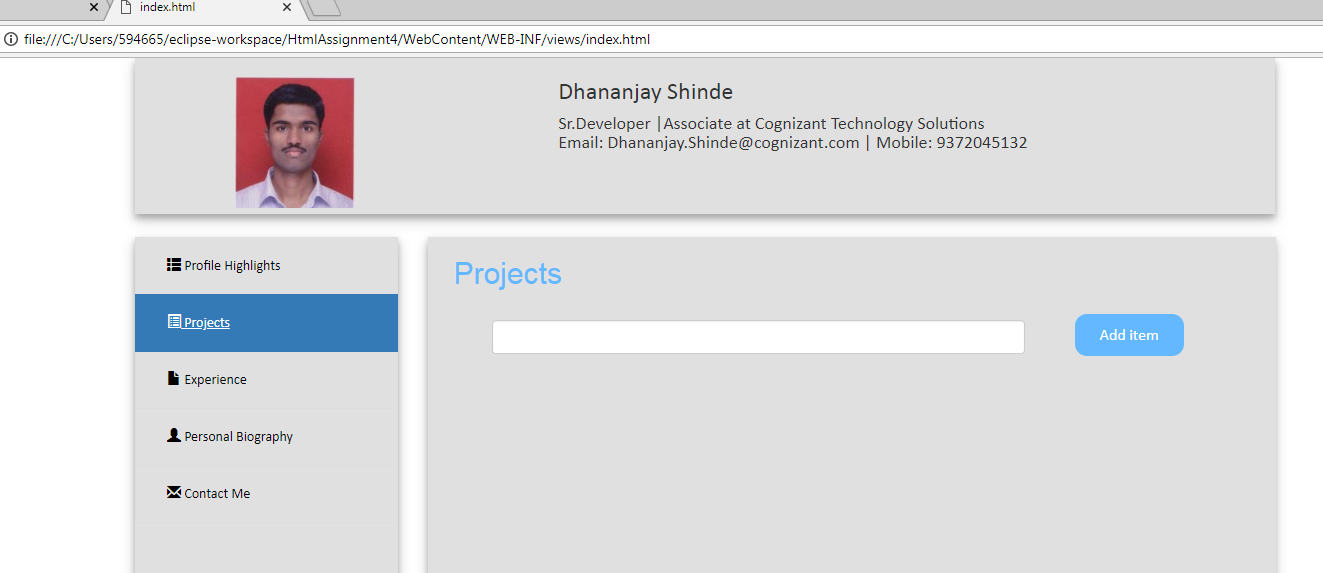 index.html
file:///C:/Users/594665/eclipse-workspace/HtmlAssignment4/WebContent/WEB-INF/views/index.html
Dhananjay Shinde
Sr.Developer |Associate at Cognizant Technology Solutions
Email: Dhananjay.Shinde@cognizant.com | Mobile: 9372045132
Profile Highlights
Projects
Experience
Personal Biography
Contact Me
Projects
Add item